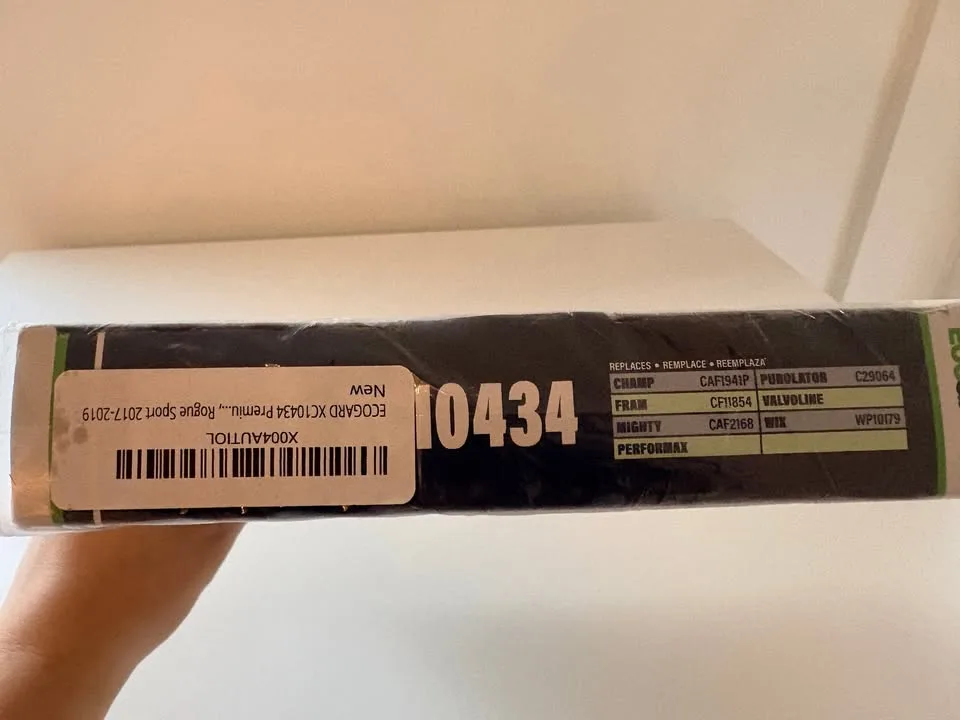 10434
REPLACES • REMPLACE • REEMPLAZA
CHAMP CAF1941P PUROLATOR C29064
FRAM CF11854 VALVOLINE
MIGHTY CAF2168 WIX WP10179
PERFORMAX
X004AUTIOL
ECOGARD XC10434 Premiu..., Rogue Sport 2017-2019
New